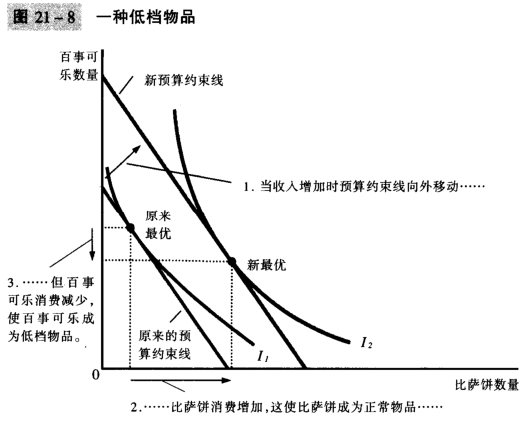 图 21-8 一种低档物品
百事可
乐数量
新预算约束线
1. 当收入增加时预算约束线向外移动……
原来
最优
新最优
3. ……但百事
可乐消费减少,
使百事可乐成
为低档物品。
原来的预
算约束线
I₁
I₂
0
比萨饼数量
2. ……比萨饼消费增加,这使比萨饼成为正常物品……